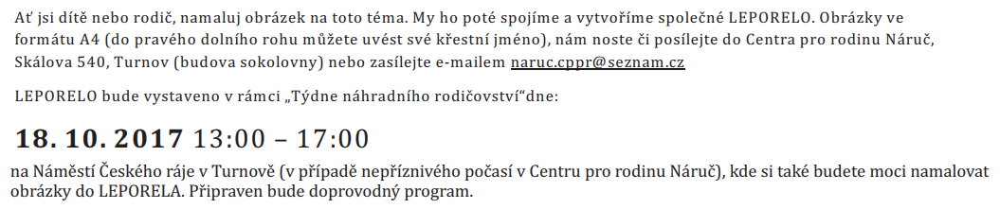 Ať jsi dítě nebo rodič, namaluj obrázek na toto téma. My ho poté spojíme a vytvoříme společné LEPORELO. Obrázky ve
formátu A4 (do pravého dolního rohu můžete uvést své křestní jméno), nám noste či posílejte do Centra pro rodinu Náruč,
Skálova 540, Turnov (budova sokolovny) nebo zasílejte e-mailem naruc.cppr@seznam.cz
LEPORELO bude vystaveno v rámci „Týdne náhradního rodičovství“dne:
18. 10. 2017 13:00 – 17:00
na Náměstí Českého ráje v Turnově (v případě nepříznivého počasí v Centru pro rodinu Náruč), kde si také budete moci namalovat
obrázky do LEPORELA. Připraven bude doprovodný program.